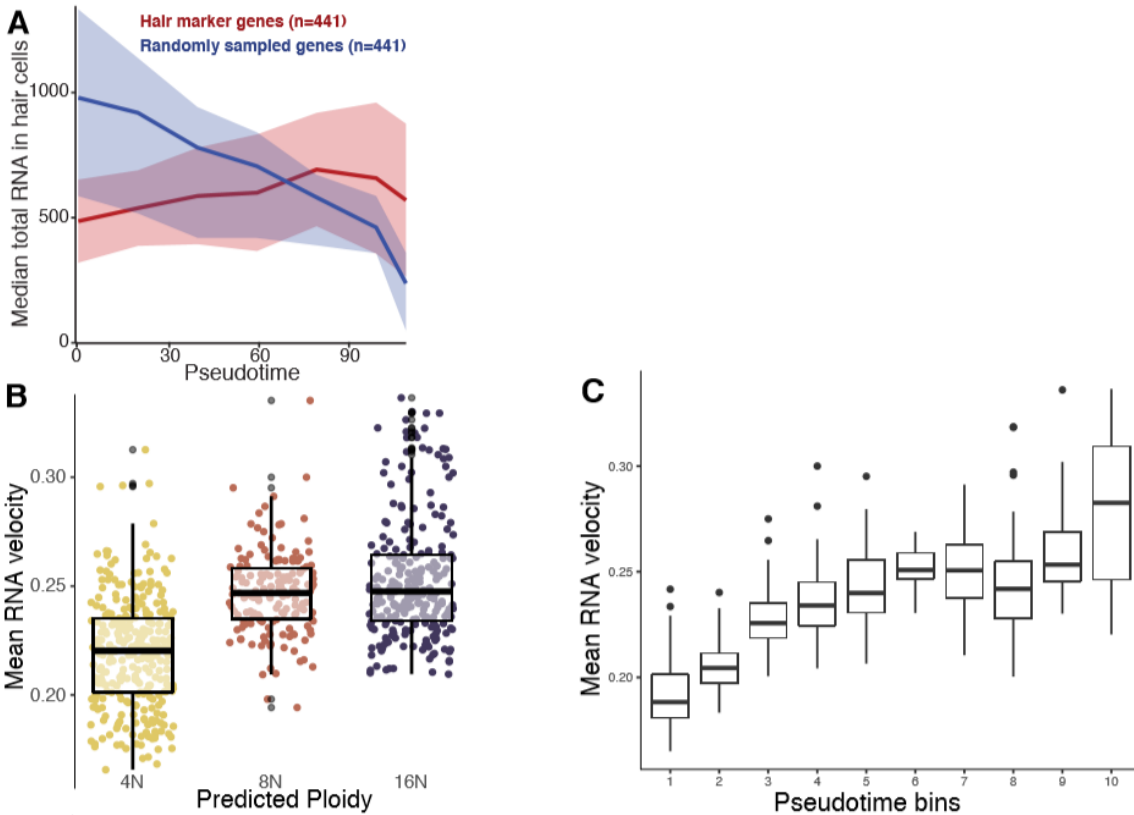 A
Hair marker genes (n=441)
Randomly sampled genes (n=441)
Median total RNA in hair cells
1000
500
0
0 30 60 90
Pseudotime
B
Mean RNA velocity
0.30
0.25
0.20
4N 8N 16N
Predicted Ploidy
C
Mean RNA velocity
0.30
0.25
0.20
1 2 3 4 5 6 7 8 9 10
Pseudotime bins